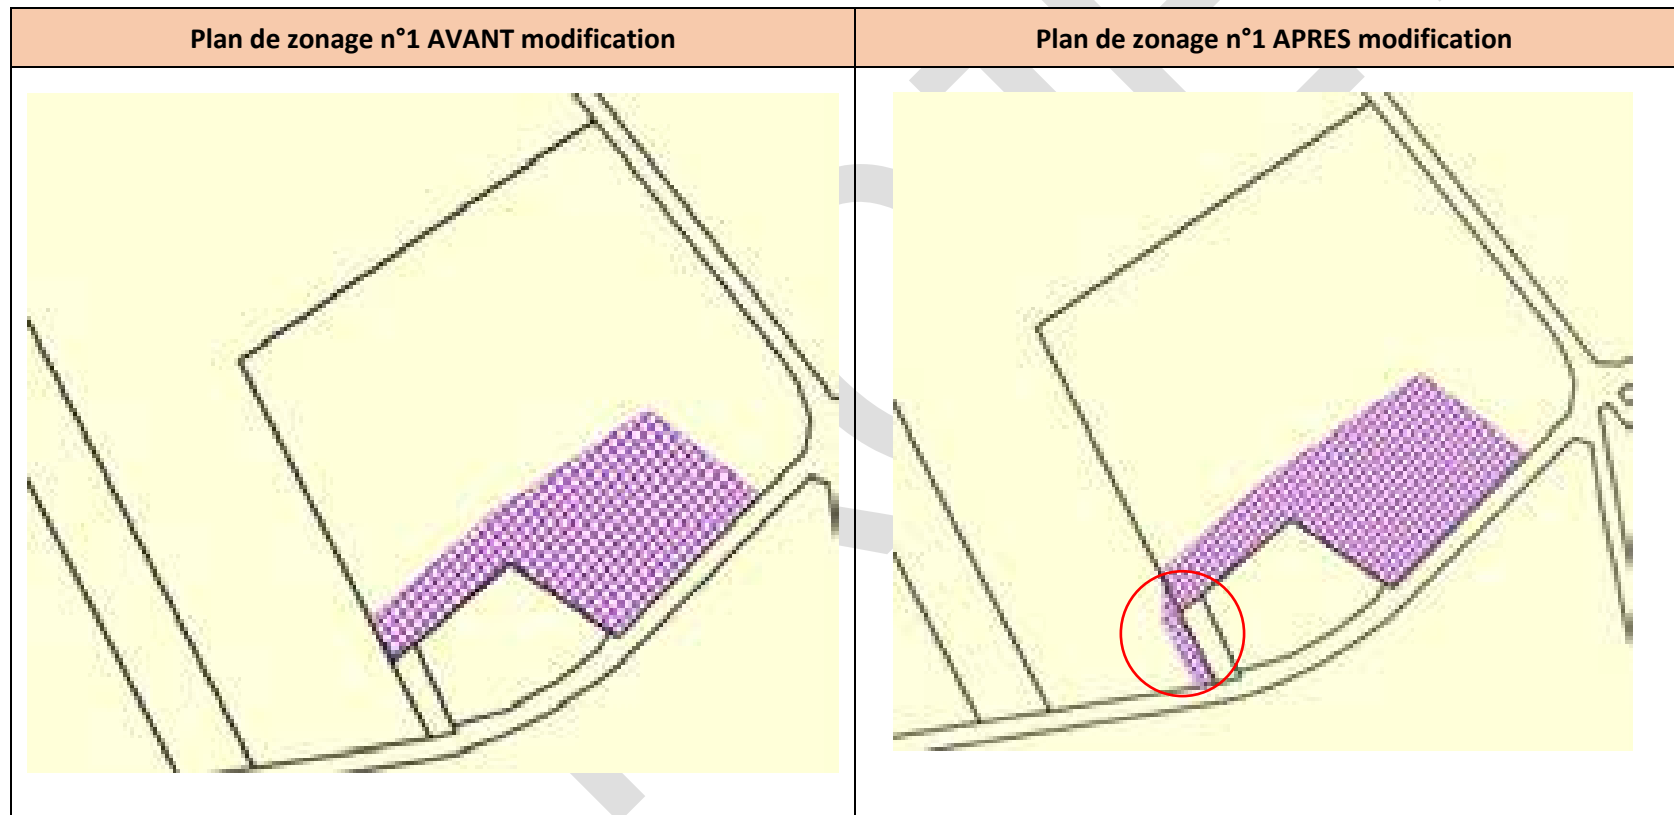 Plan de zonage n°1 AVANT modification
Plan de zonage n°1 APRES modification